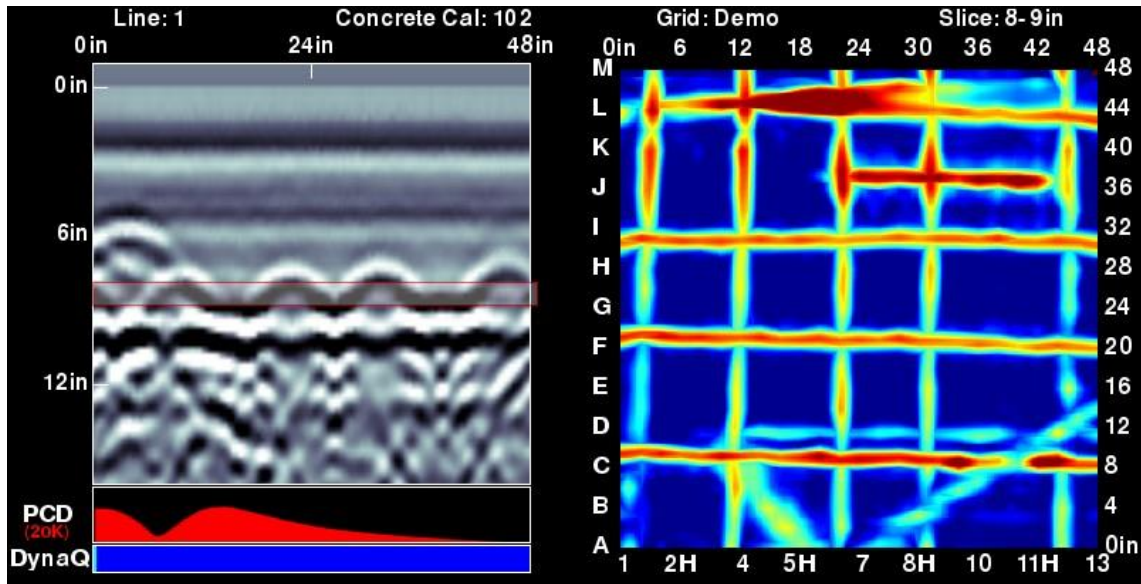 Line: 1 Concrete Cal: 102
0in 24in 48in
0in
6in
12in
PCD
(20K)
DynaQ
Grid: Demo Slice: 8-9in
0in 6 12 18 24 30 36 42 48
M 48
L 44
K 40
J 36
I 32
H 28
G 24
F 20
E 16
D 12
C 8
B 4
A 0in
1 2H 4 5H 7 8H 10 11H 13